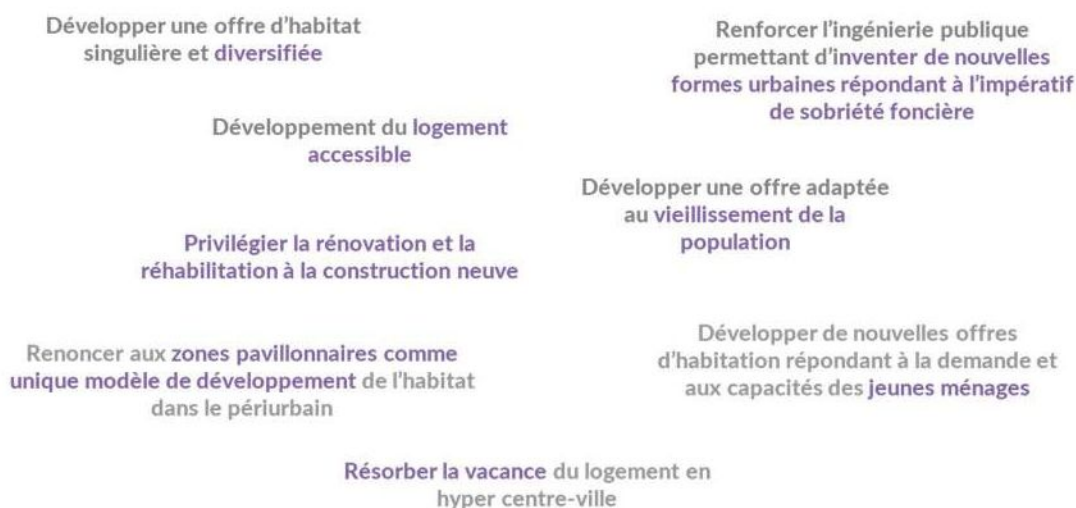 Développer une offre d'habitat
singulière et diversifiée
Renforcer l'ingénierie publique
permettant d'inventer de nouvelles
formes urbaines répondant à l'impératif
de sobriété foncière
Développement du logement
accessible
Développer une offre adaptée
au vieillissement de la
population
Privilégier la rénovation et la
réhabilitation à la construction neuve
Renoncer aux zones pavillonnaires comme
unique modèle de développement de l'habitat
dans le périurbain
Développer de nouvelles offres
d'habitation répondant à la demande et
aux capacités des jeunes ménages
Résorber la vacance du logement en
hyper centre-ville